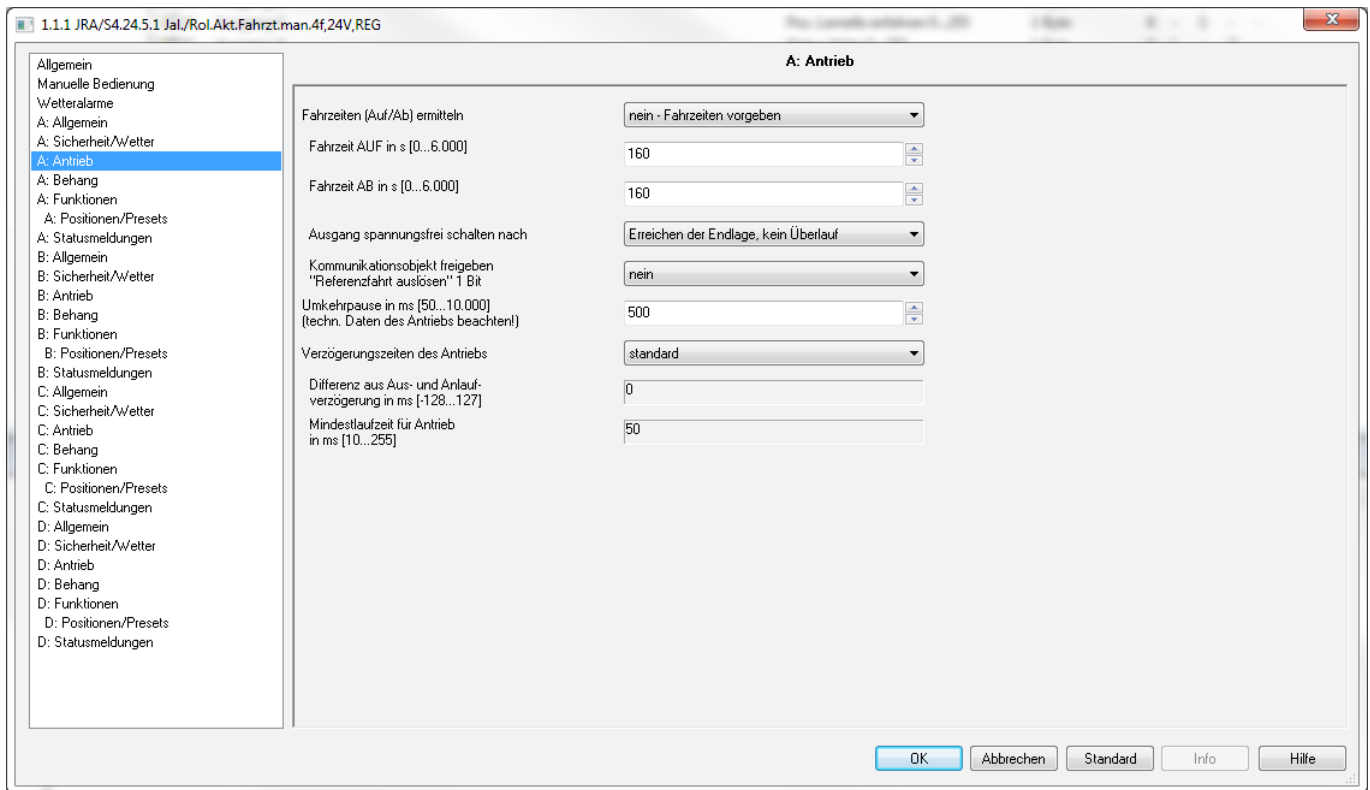 1.1.1 JRA/S4.24.5.1 Jal./Rol.Akt.Fahrzt.man.4f,24V,REG
Allgemein
Manuelle Bedienung
Wetteralarme
A: Allgemein
A: Sicherheit/Wetter
A: Antrieb
A: Behang
A: Funktionen
A: Positionen/Presets
A: Statusmeldungen
B: Allgemein
B: Sicherheit/Wetter
B: Antrieb
B: Behang
B: Funktionen
B: Positionen/Presets
B: Statusmeldungen
C: Allgemein
C: Sicherheit/Wetter
C: Antrieb
C: Behang
C: Funktionen
C: Positionen/Presets
C: Statusmeldungen
D: Allgemein
D: Sicherheit/Wetter
D: Antrieb
D: Behang
D: Funktionen
D: Positionen/Presets
D: Statusmeldungen
A: Antrieb
Fahrzeiten (Auf/Ab) ermitteln
nein - Fahrzeiten vorgeben
Fahrzeit AUF in s [0...6.000]
160
Fahrzeit AB in s [0...6.000]
160
Ausgang spannungsfrei schalten nach
Erreichen der Endlage, kein Überlauf
Kommunikationsobjekt freigeben
"Referenzfahrt auslösen" 1 Bit
nein
Umkehrpause in ms [50...10.000]
(techn. Daten des Antriebs beachten!)
500
Verzögerungszeiten des Antriebs
standard
Differenz aus Aus- und Anlauf-
verzögerung in ms [-128...127]
0
Mindestlaufzeit für Antrieb
in ms [10...255]
50
OK
Abbrechen
Standard
Info
Hilfe